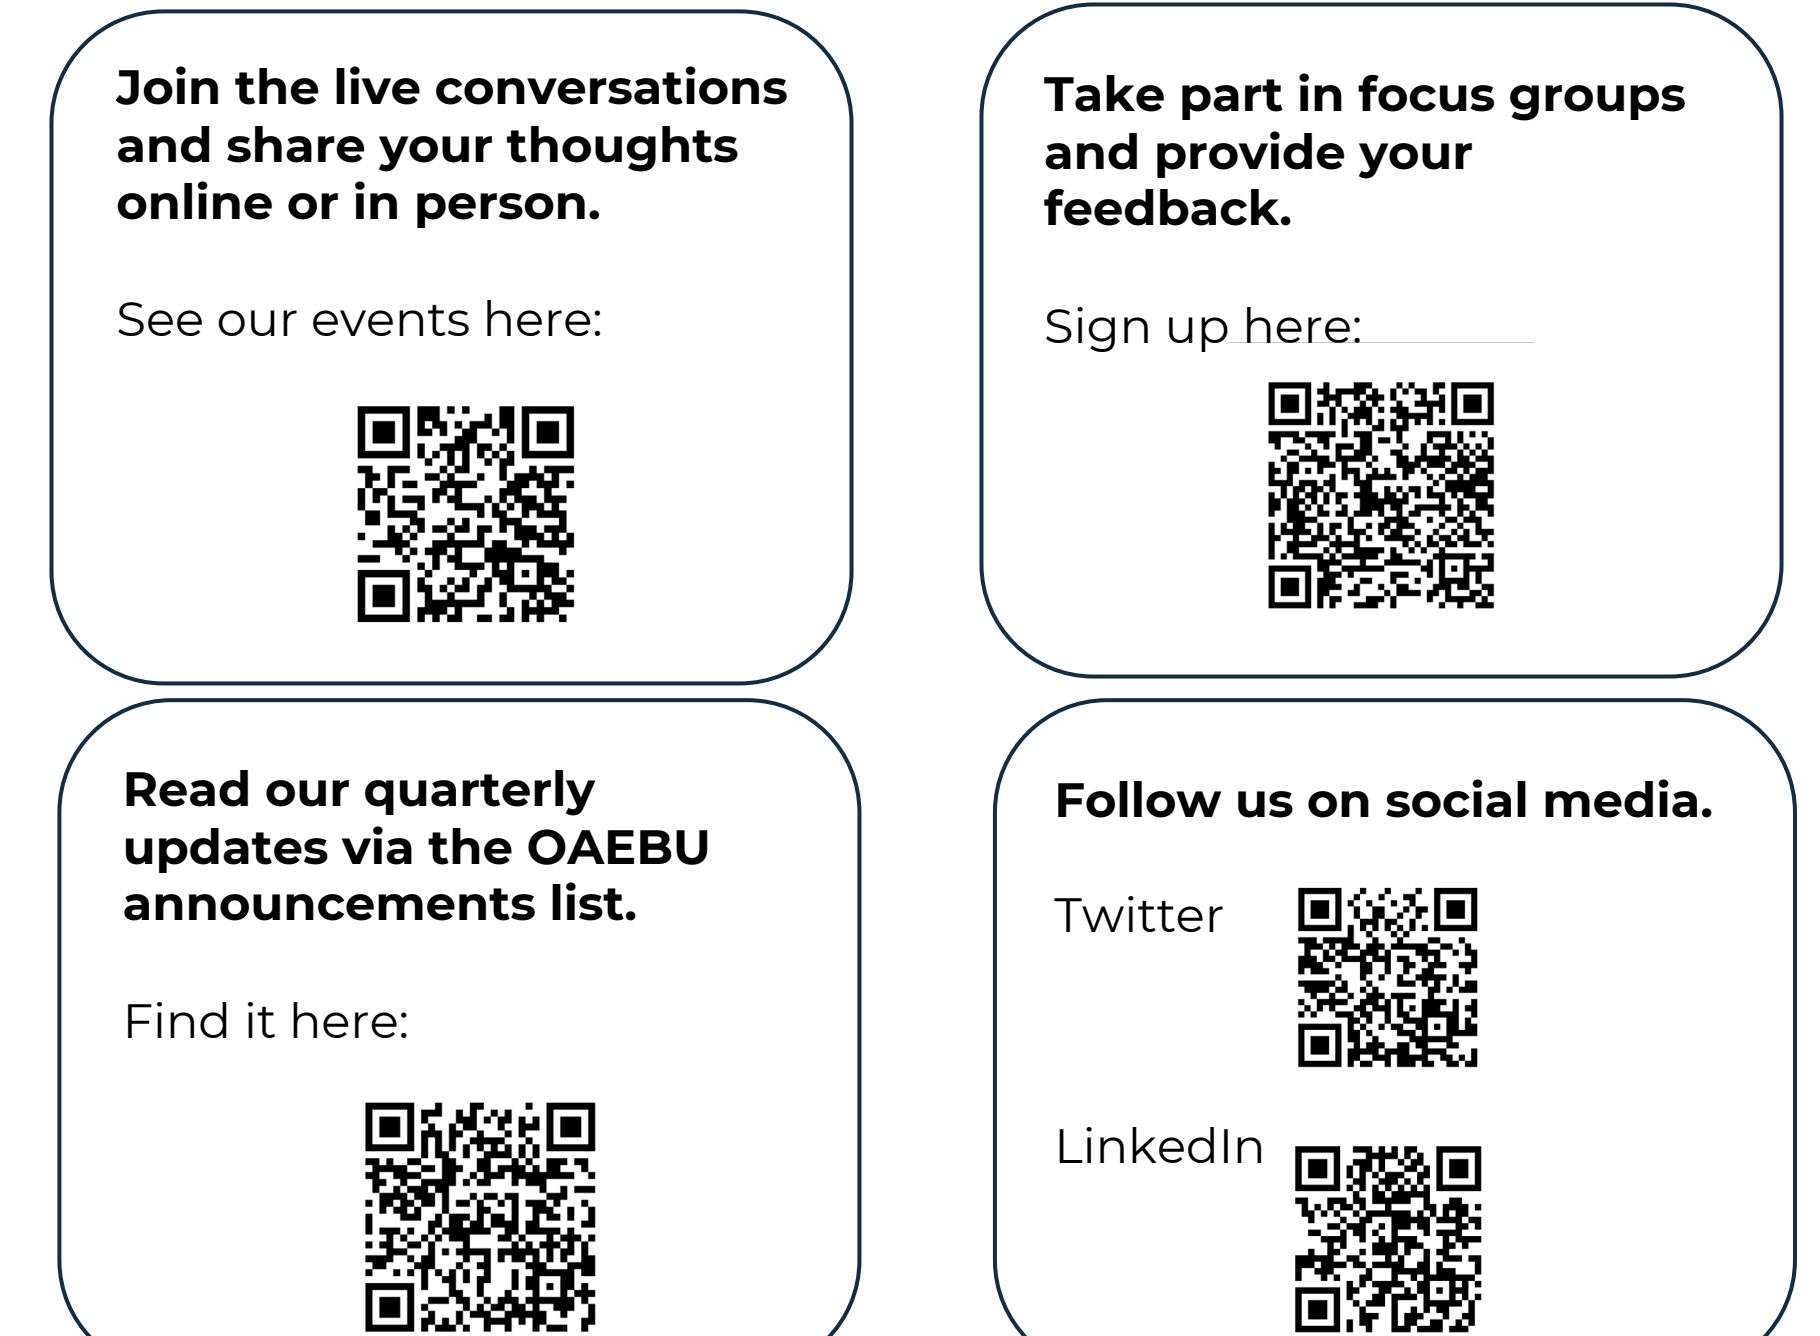 Join the live conversations
and share your thoughts
online or in person.
See our events here:
Take part in focus groups
and provide your
feedback.
Sign up here:
Read our quarterly
updates via the OAEBU
announcements list.
Find it here:
Follow us on social media.
Twitter
LinkedIn